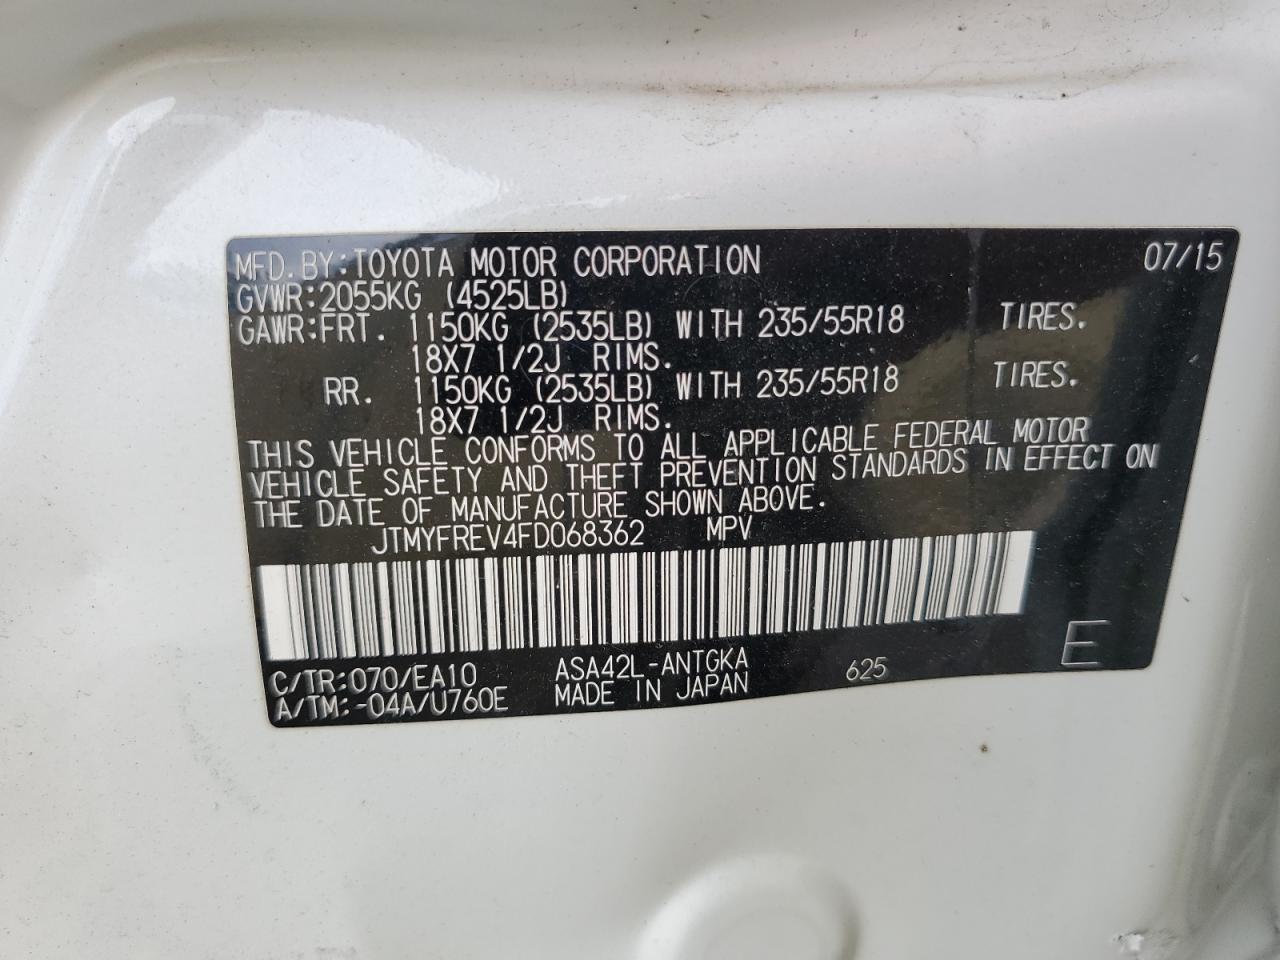 MFD. BY: TOYOTA MOTOR CORPORATION 07/15
GVWR: 2055KG (4525LB)
GAWR: FRT. 1150KG (2535LB) WITH 235/55R18 TIRES.
18X7 1/2J RIMS.
RR. 1150KG (2535LB) WITH 235/55R18 TIRES.
18X7 1/2J RIMS.
THIS VEHICLE CONFORMS TO ALL APPLICABLE FEDERAL MOTOR
VEHICLE SAFETY AND THEFT PREVENTION STANDARDS IN EFFECT ON
THE DATE OF MANUFACTURE SHOWN ABOVE.
JTMYFREV4FD068362 MPV
C/TR: 070/EA10 ASA42L-ANTGKA 625 E
A/TM: -04A/U760E MADE IN JAPAN